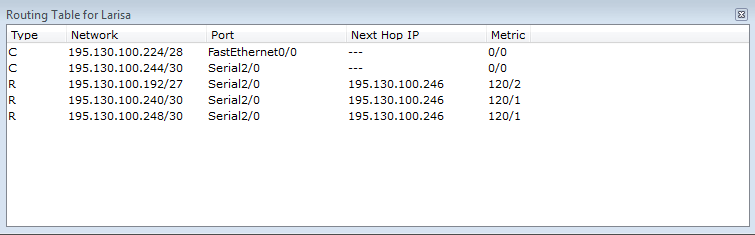 Routing Table for Larisa
Type Network Port Next Hop IP Metric
C 195.130.100.224/28 FastEthernet0/0 --- 0/0
C 195.130.100.244/30 Serial2/0 --- 0/0
R 195.130.100.192/27 Serial2/0 195.130.100.246 120/2
R 195.130.100.240/30 Serial2/0 195.130.100.246 120/1
R 195.130.100.248/30 Serial2/0 195.130.100.246 120/1